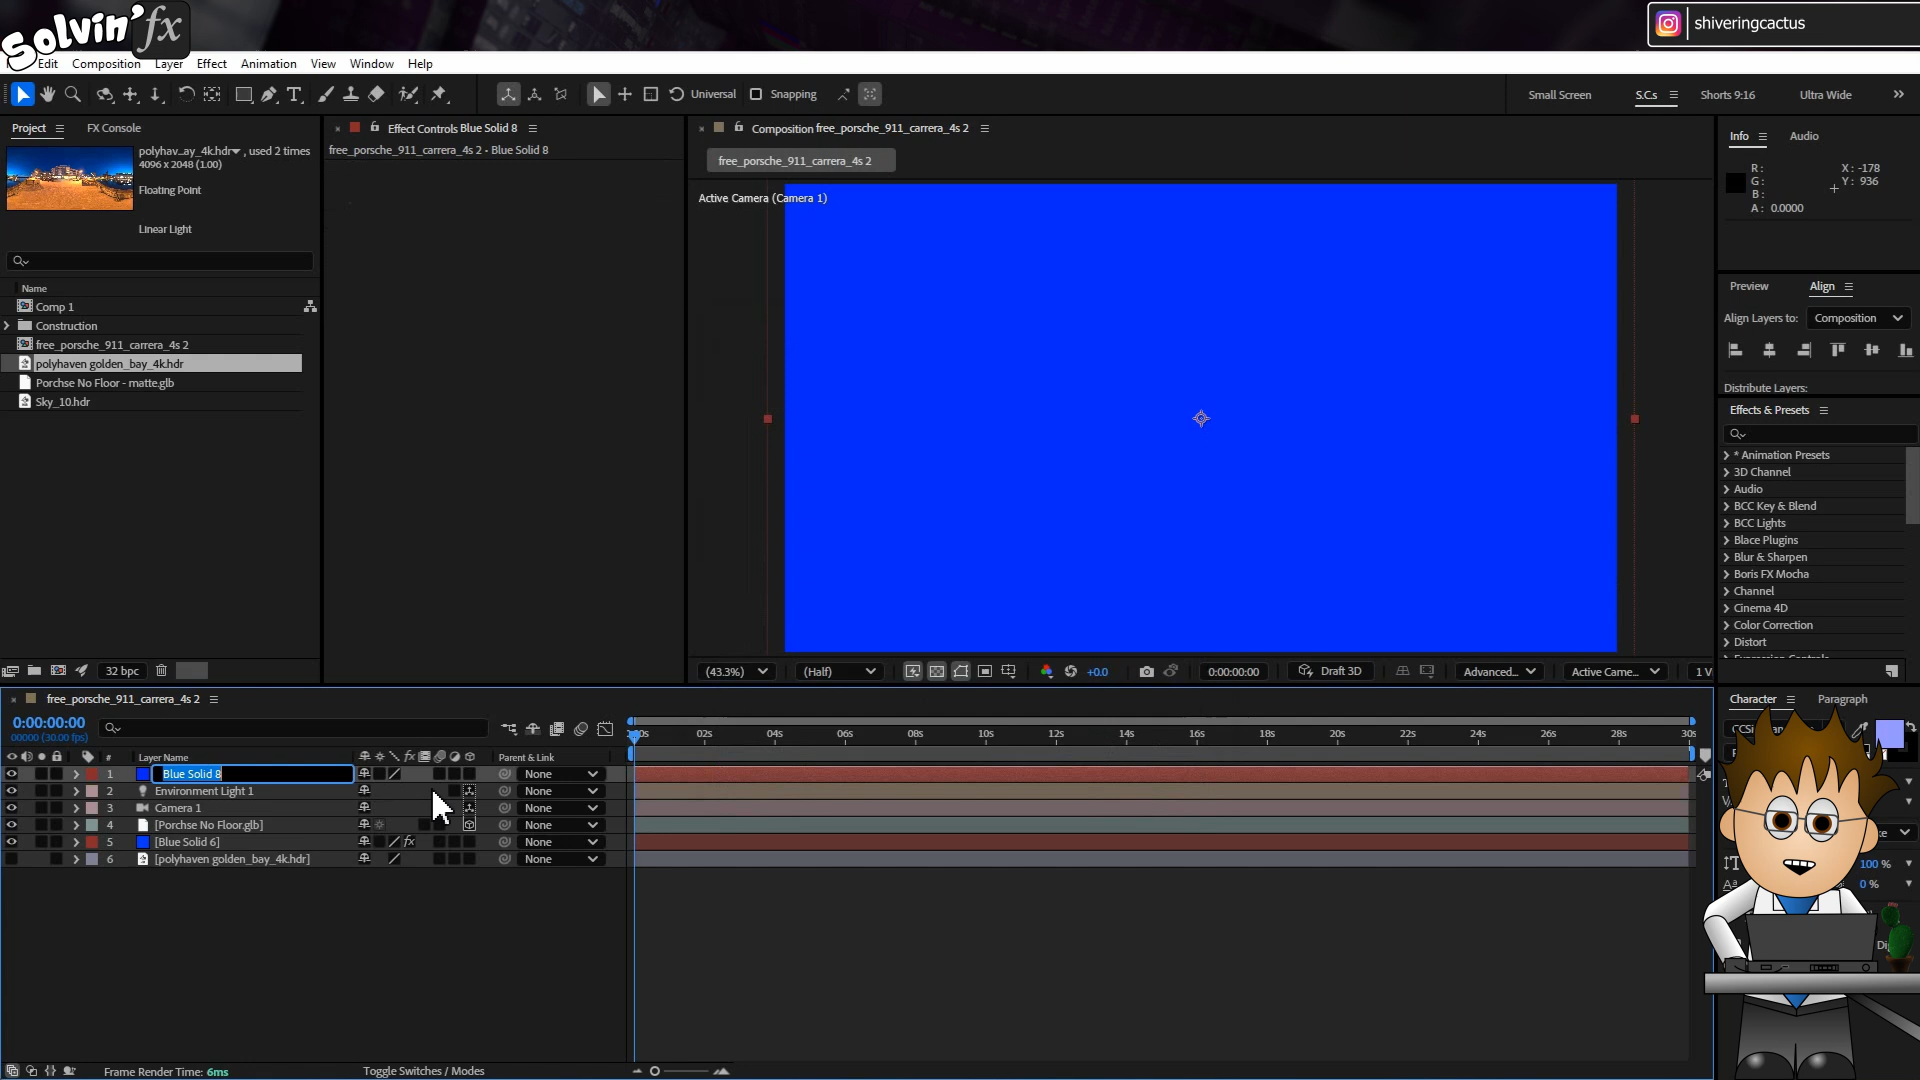 Solvin' fx
shiveringcactus
Edit Composition Layer Effect Animation View Window Help
Universal Snapping Small Screen S.C.s Shorts 9:16 Ultra Wide
Project FX Console
polyhav...ay_4k.hdr , used 2 times
4096 x 2048 (1.00)
Floating Point
Linear Light
Name
Comp 1
Construction
free_porsche_911_carrera_4s 2
polyhaven golden_bay_4k.hdr
Porchse No Floor - matte.glb
Sky_10.hdr
32 bpc
Effect Controls Blue Solid 8
free_porsche_911_carrera_4s 2 • Blue Solid 8
Composition free_porsche_911_carrera_4s 2
free_porsche_911_carrera_4s 2
Active Camera (Camera 1)
(43.3%) (Half) +0.0 0:00:00:00 Draft 3D Advanced... Active Came... 1 V
Info Audio
R: X: -178
G: Y: 936
B:
A: 0.0000
Preview Align
Align Layers to: Composition
Distribute Layers:
Effects & Presets
* Animation Presets
3D Channel
Audio
BCC Key & Blend
BCC Lights
Blace Plugins
Blur & Sharpen
Boris FX Mocha
Channel
Cinema 4D
Color Correction
Distort
Character Paragraph
100 %
0 %
free_porsche_911_carrera_4s 2
0:00:00:00
00000 (30.00 fps)
# Layer Name fx Parent & Link
02s 04s 06s 08s 10s 12s 14s 16s 18s 20s 22s 24s 26s 28s 30s
1 Blue Solid 8 None
2 Environment Light 1 None
3 Camera 1 None
4 [Porchse No Floor.glb] None
5 [Blue Solid 6] fx None
6 [polyhaven golden_bay_4k.hdr] None
Frame Render Time: 6ms Toggle Switches / Modes